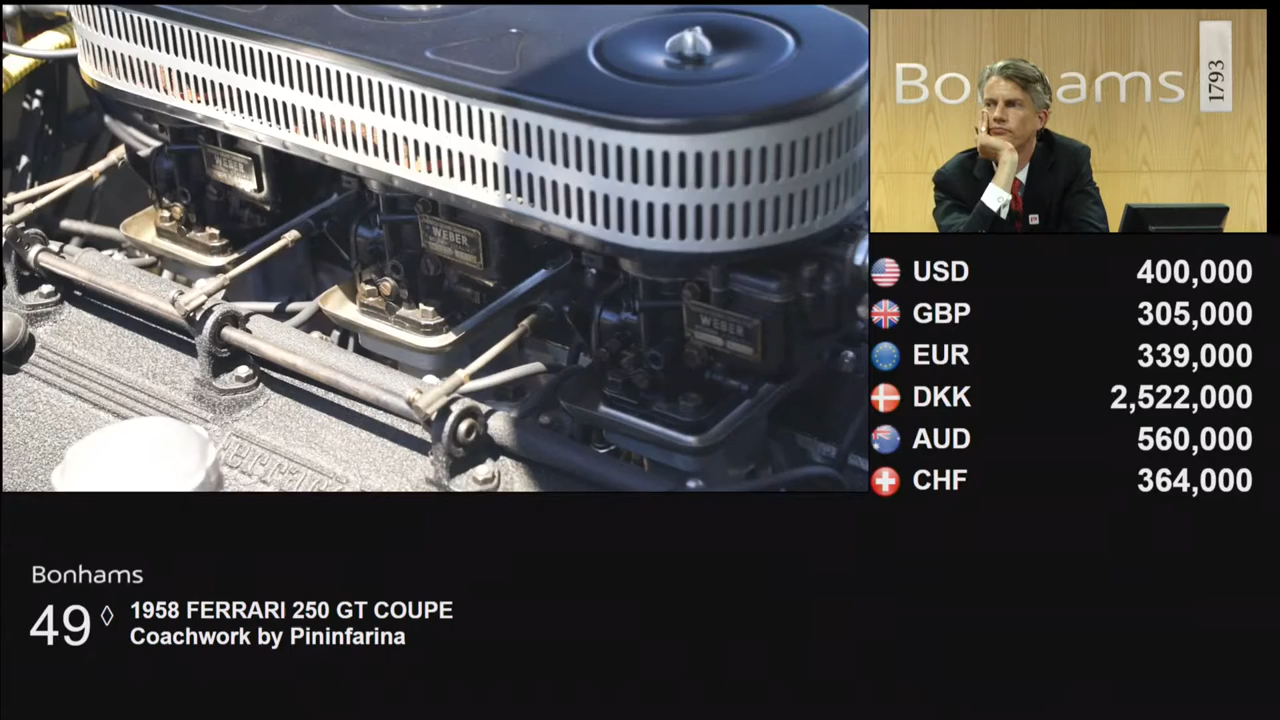 WEBER
WEBER
WEBER
Ferrari
Bonhams
1793
USD 400,000
GBP 305,000
EUR 339,000
DKK 2,522,000
AUD 560,000
CHF 364,000
Bonhams
49 ◊ 1958 FERRARI 250 GT COUPE
Coachwork by Pininfarina